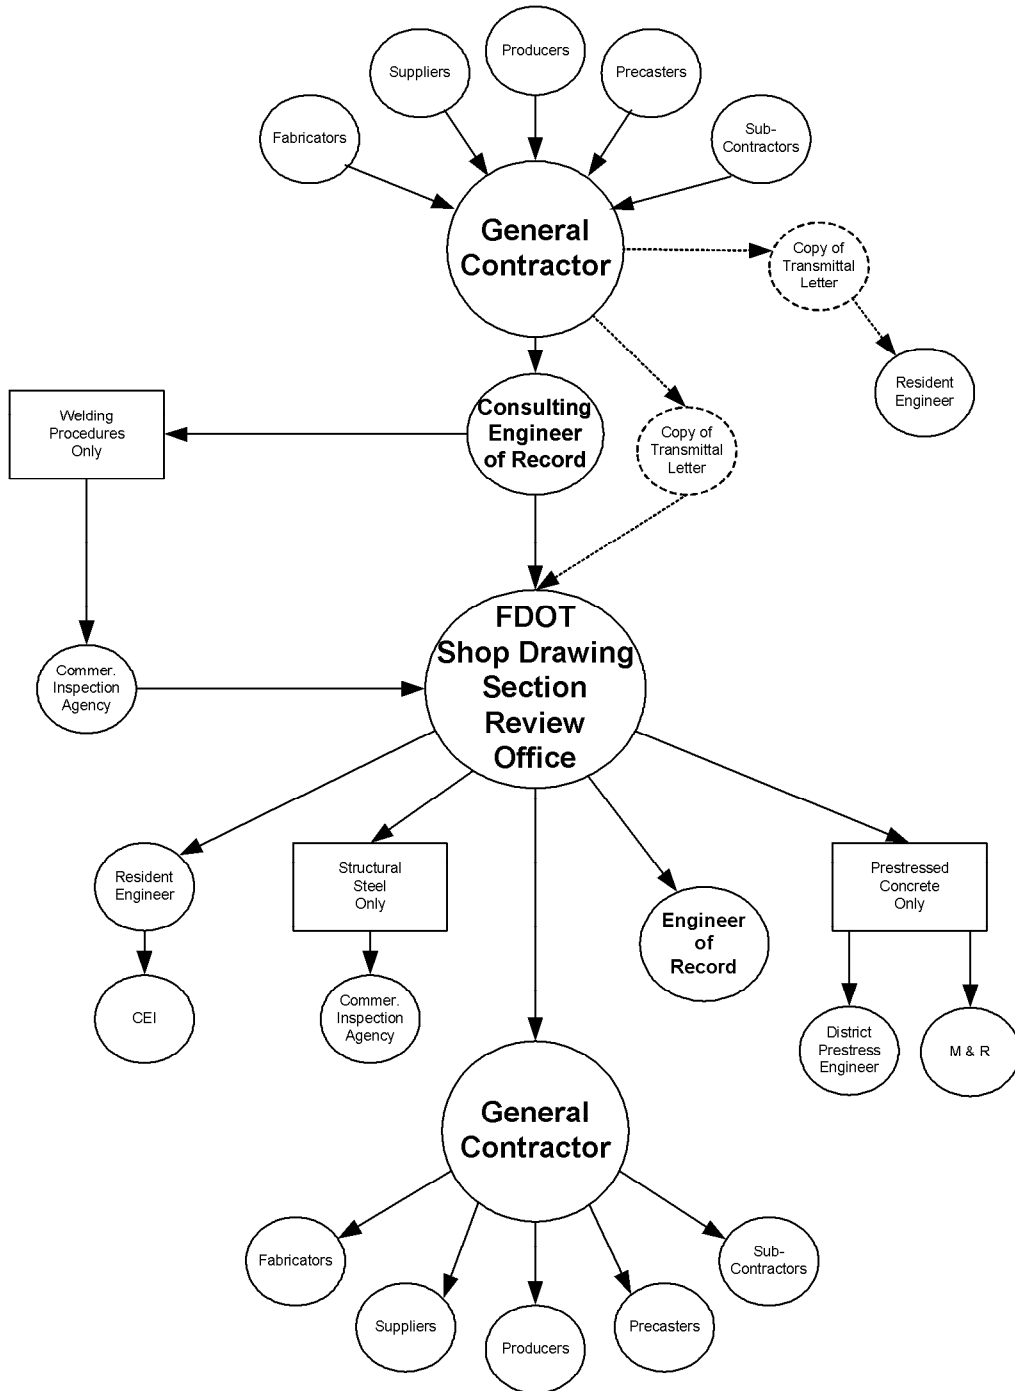 Producers
Suppliers
Precasters
Fabricators
Sub-
Contractors
General
Contractor
Copy of
Transmittal
Letter
Resident
Engineer
Consulting
Engineer
of Record
Welding
Procedures
Only
Copy of
Transmittal
Letter
FDOT
Shop Drawing
Section
Review
Office
Commer.
Inspection
Agency
Resident
Engineer
Structural
Steel
Only
Engineer
of
Record
Prestressed
Concrete
Only
CEI
Commer.
Inspection
Agency
District
Prestress
Engineer
M & R
General
Contractor
Fabricators
Sub-
Contractors
Suppliers
Producers
Precasters